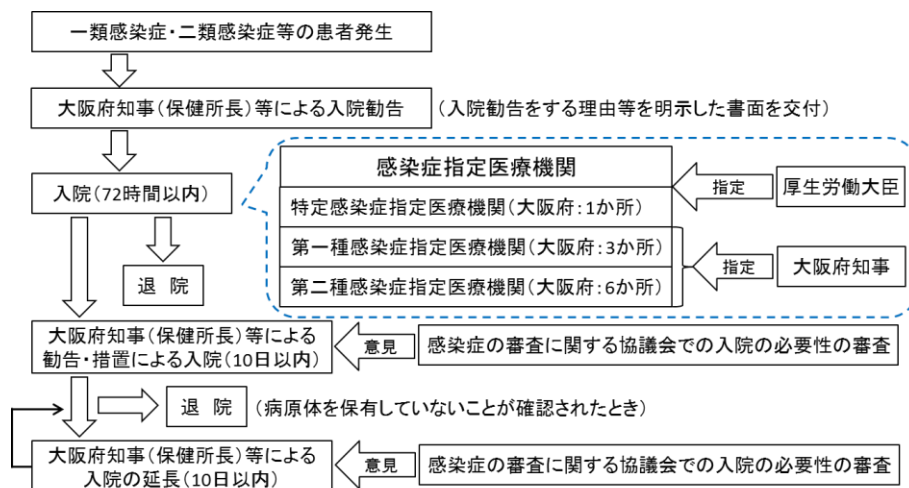 一類感染症・二類感染症等の患者発生
大阪府知事(保健所長)等による入院勧告
(入院勧告をする理由等を明示した書面を交付)
入院(72時間以内)
感染症指定医療機関
特定感染症指定医療機関(大阪府:1か所)
第一種感染症指定医療機関(大阪府:3か所)
第二種感染症指定医療機関(大阪府:6か所)
指定
厚生労働大臣
指定
大阪府知事
退 院
大阪府知事(保健所長)等による
勧告・措置による入院(10日以内)
意見
感染症の審査に関する協議会での入院の必要性の審査
退 院
(病原体を保有していないことが確認されたとき)
大阪府知事(保健所長)等による
入院の延長(10日以内)
意見
感染症の審査に関する協議会での入院の必要性の審査